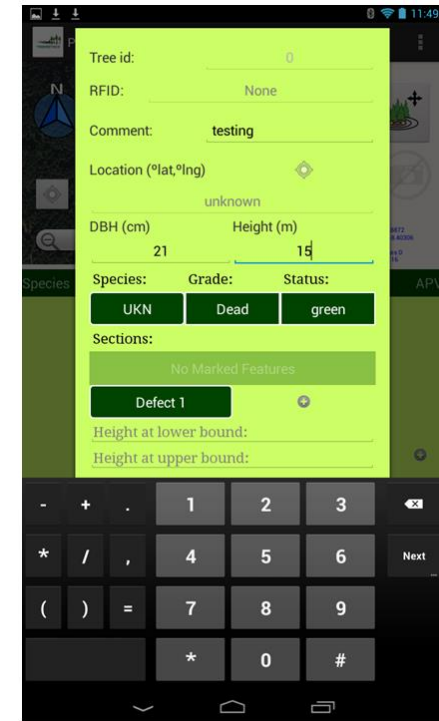 11:49
P
Tree id: 0
RFID: None
N
Comment: testing
Location (ºlat,ºlng)
unknown
DBH (cm) Height (m)
21 15
Species: Grade: Status:
Species UKN Dead green APV
Sections:
No Marked Features
Defect 1
Height at lower bound:
Height at upper bound:
- + . 1 2 3
* / , 4 5 6 Next
...
( ) = 7 8 9
* 0 #